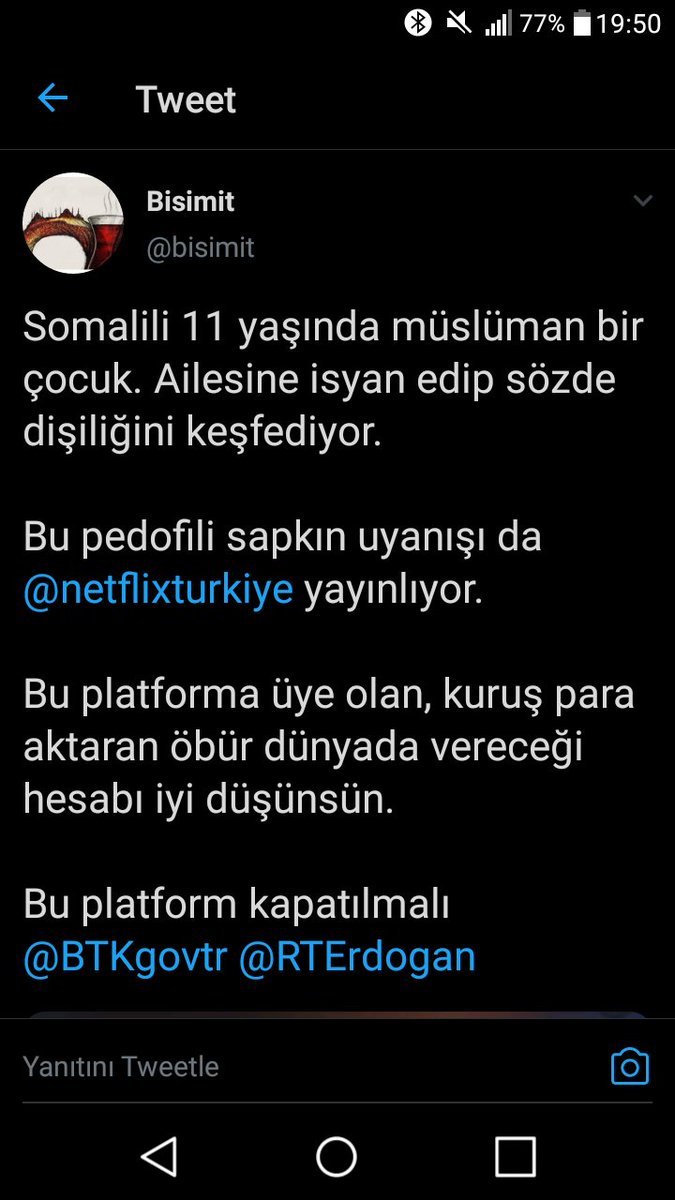 77% 19:50
Tweet
Bisimit
@bisimit
Somalili 11 yaşında müslüman bir
çocuk. Ailesine isyan edip sözde
dişiliğini keşfediyor.
Bu pedofili sapkın uyanışı da
@netflixturkiye yayınlıyor.
Bu platforma üye olan, kuruş para
aktaran öbür dünyada vereceği
hesabı iyi düşünsün.
Bu platform kapatılmalı
@BTKgovtr @RTErdogan
Yanıtını Tweetle